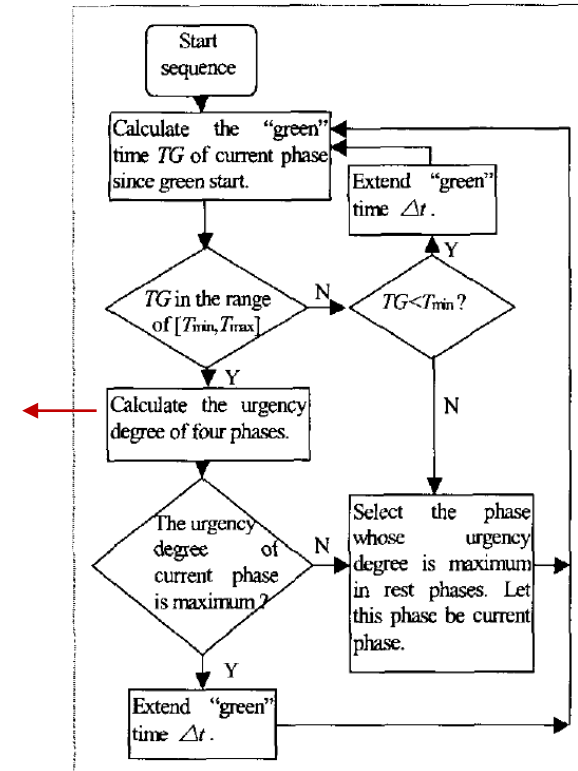 Start
sequence
Calculate the "green"
time TG of current phase
since green start.
Extend "green"
time Δt .
Y
TG in the range
of [Tmin,Tmax]
N
TG<Tmin ?
Y
N
Calculate the urgency
degree of four phases.
The urgency
degree of
current phase
is maximum ?
N
Select the phase
whose urgency
degree is maximum
in rest phases. Let
this phase be current
phase.
Y
Extend "green"
time Δt .